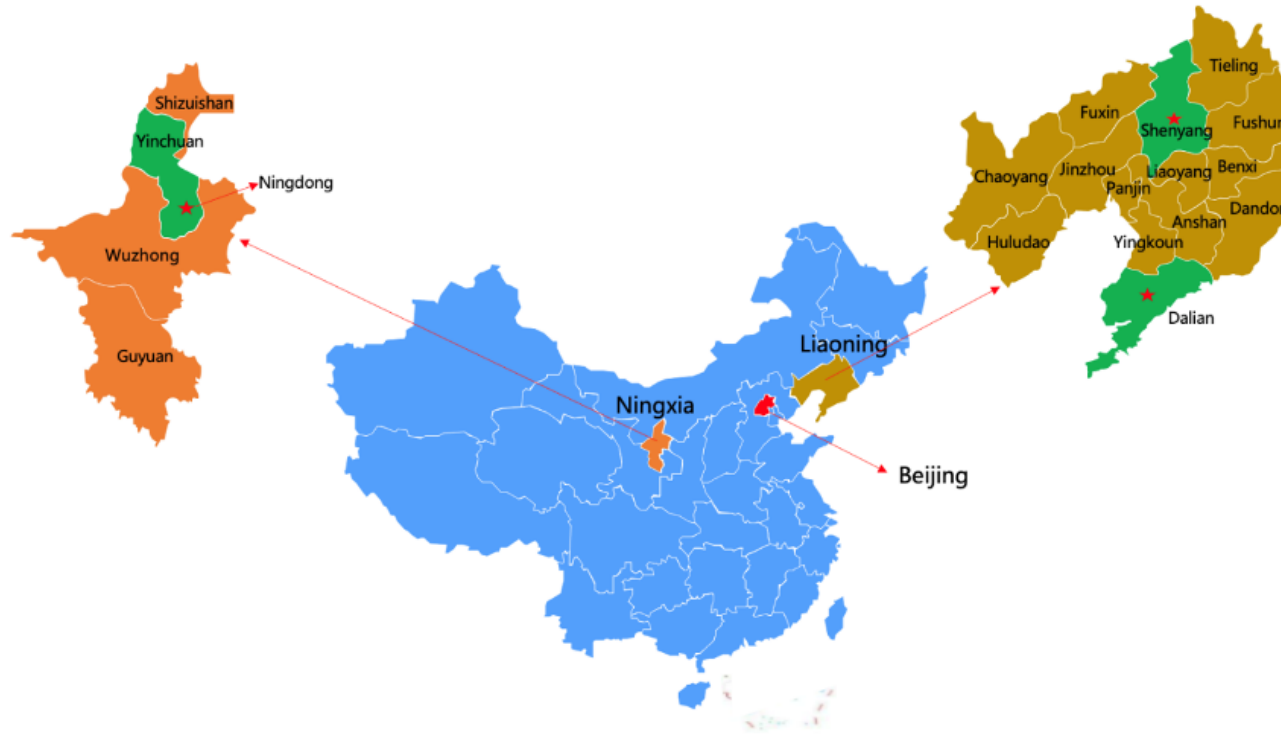 Shizuishan
Yinchuan
Ningdong
Wuzhong
Guyuan
Tieling
Fuxin
Shenyang
Fushun
Chaoyang
Jinzhou
Liaoyang
Benxi
Panjin
Dandon
Anshan
Huludao
Yingkoun
Dalian
Liaoning
Ningxia
Beijing